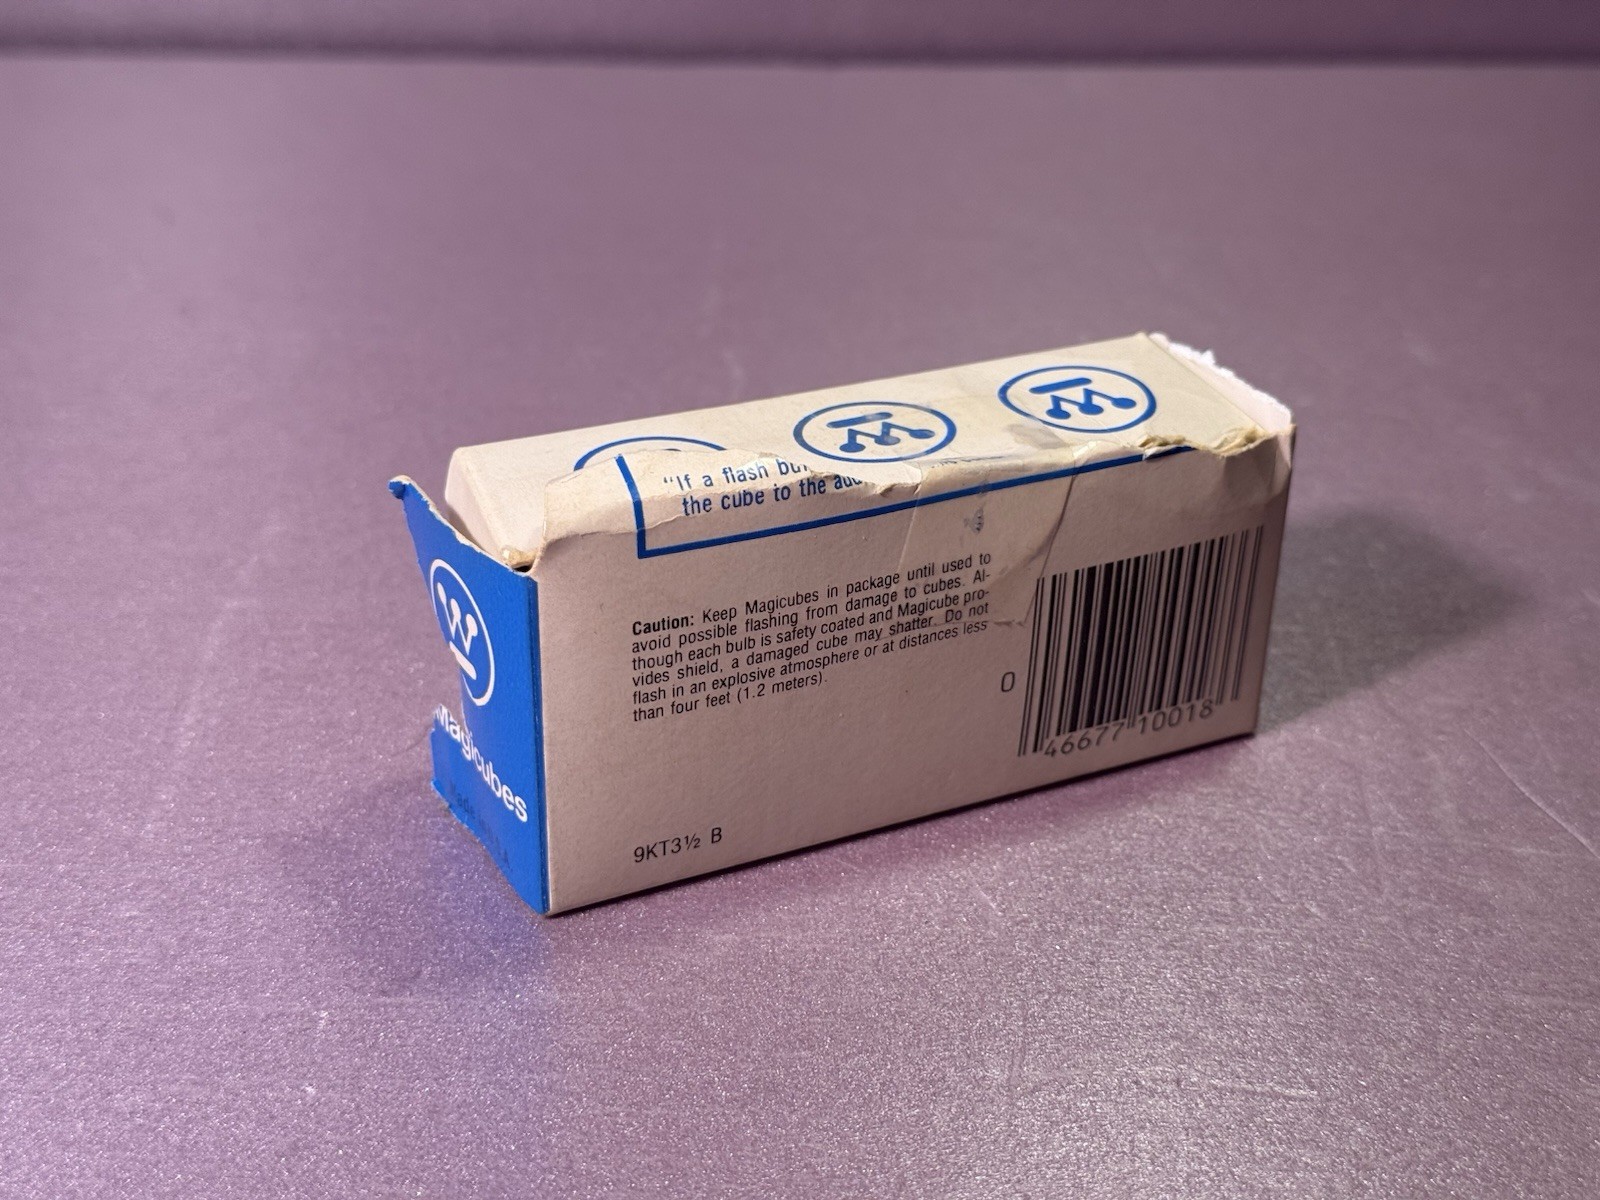 "If a flash
the cube to the
Caution: Keep Magicubes in package until used to
avoid possible flashing from damage to cubes. Al-
though each bulb is safety coated and Magicube pro-
vides shield, a damaged cube may shatter. Do not
flash in an explosive atmosphere or at distances less
than four feet (1.2 meters).
0 46677 10018
9KT3½ B
Magicubes